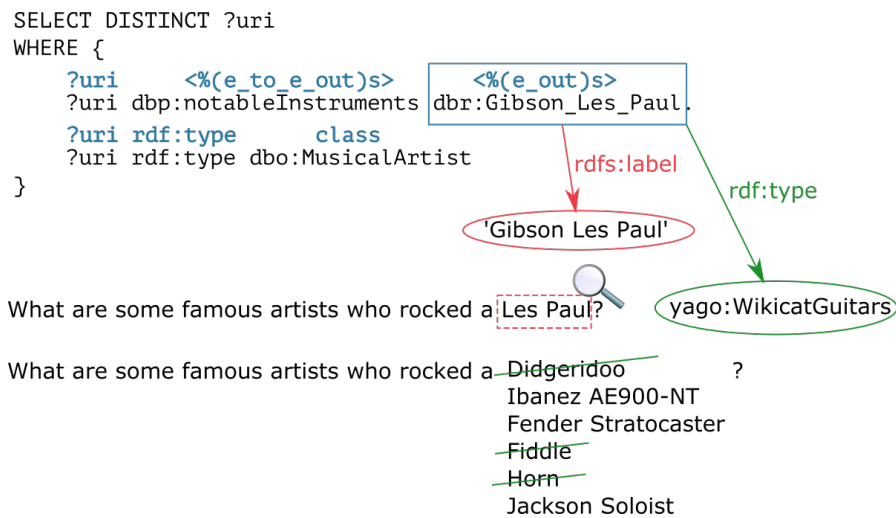 SELECT DISTINCT ?uri
WHERE {
?uri <%(e_to_e_out)s> <%(e_out)s>
?uri dbp:notableInstruments dbr:Gibson_Les_Paul.
?uri rdf:type class
?uri rdf:type dbo:MusicalArtist
}
rdfs:label
rdf:type
'Gibson Les Paul'
yago:WikicatGuitars
What are some famous artists who rocked a Les Paul?
What are some famous artists who rocked a Didgeridoo ?
Ibanez AE900-NT
Fender Stratocaster
Fiddle
Horn
Jackson Soloist